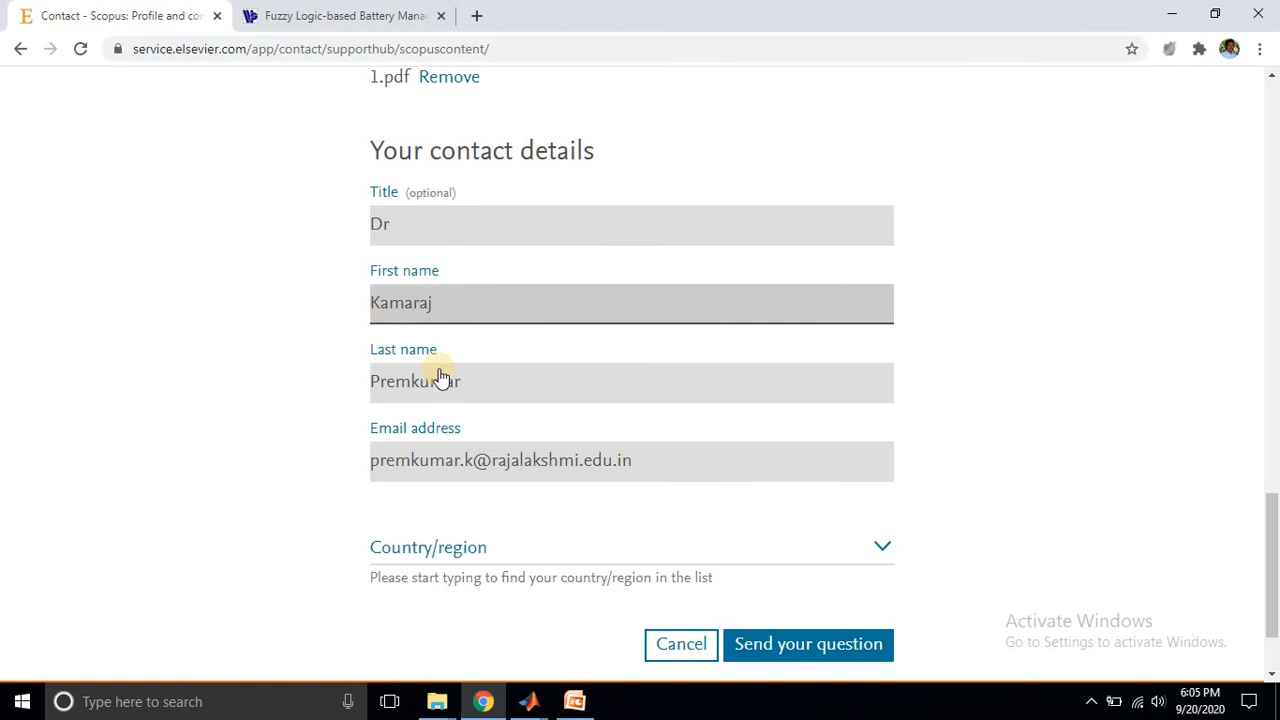 Contact - Scopus: Profile and con
Fuzzy Logic-based Battery Manag
service.elsevier.com/app/contact/supporthub/scopuscontent/
1.pdf Remove
Your contact details
Title (optional)
Dr
First name
Kamaraj
Last name
Premkumar
Email address
premkumar.k@rajalakshmi.edu.in
Country/region
Please start typing to find your country/region in the list
Cancel Send your question
Activate Windows
Go to Settings to activate Windows.
Type here to search
6:05 PM
9/20/2020